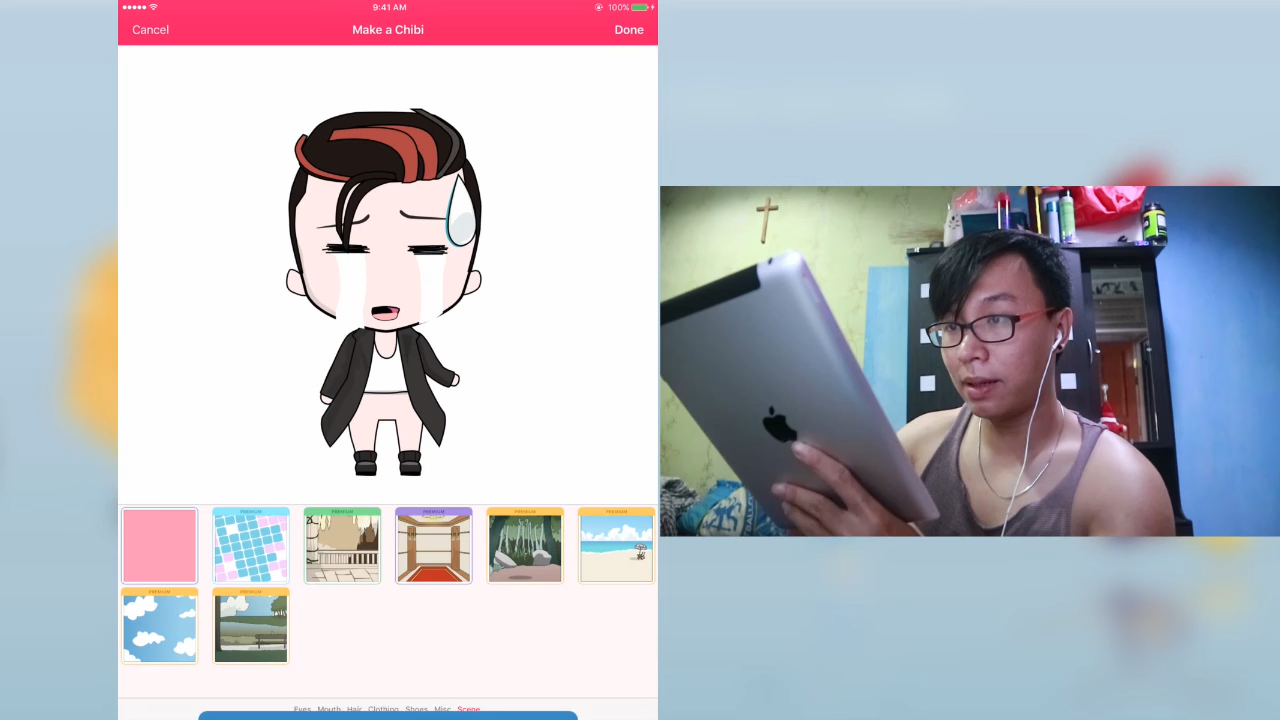 9:41 AM
100%
Cancel
Make a Chibi
Done
PREMIUM
PREMIUM
PREMIUM
PREMIUM
PREMIUM
PREMIUM
PREMIUM
Eyes Mouth Hair Clothing Shoes Misc Scene